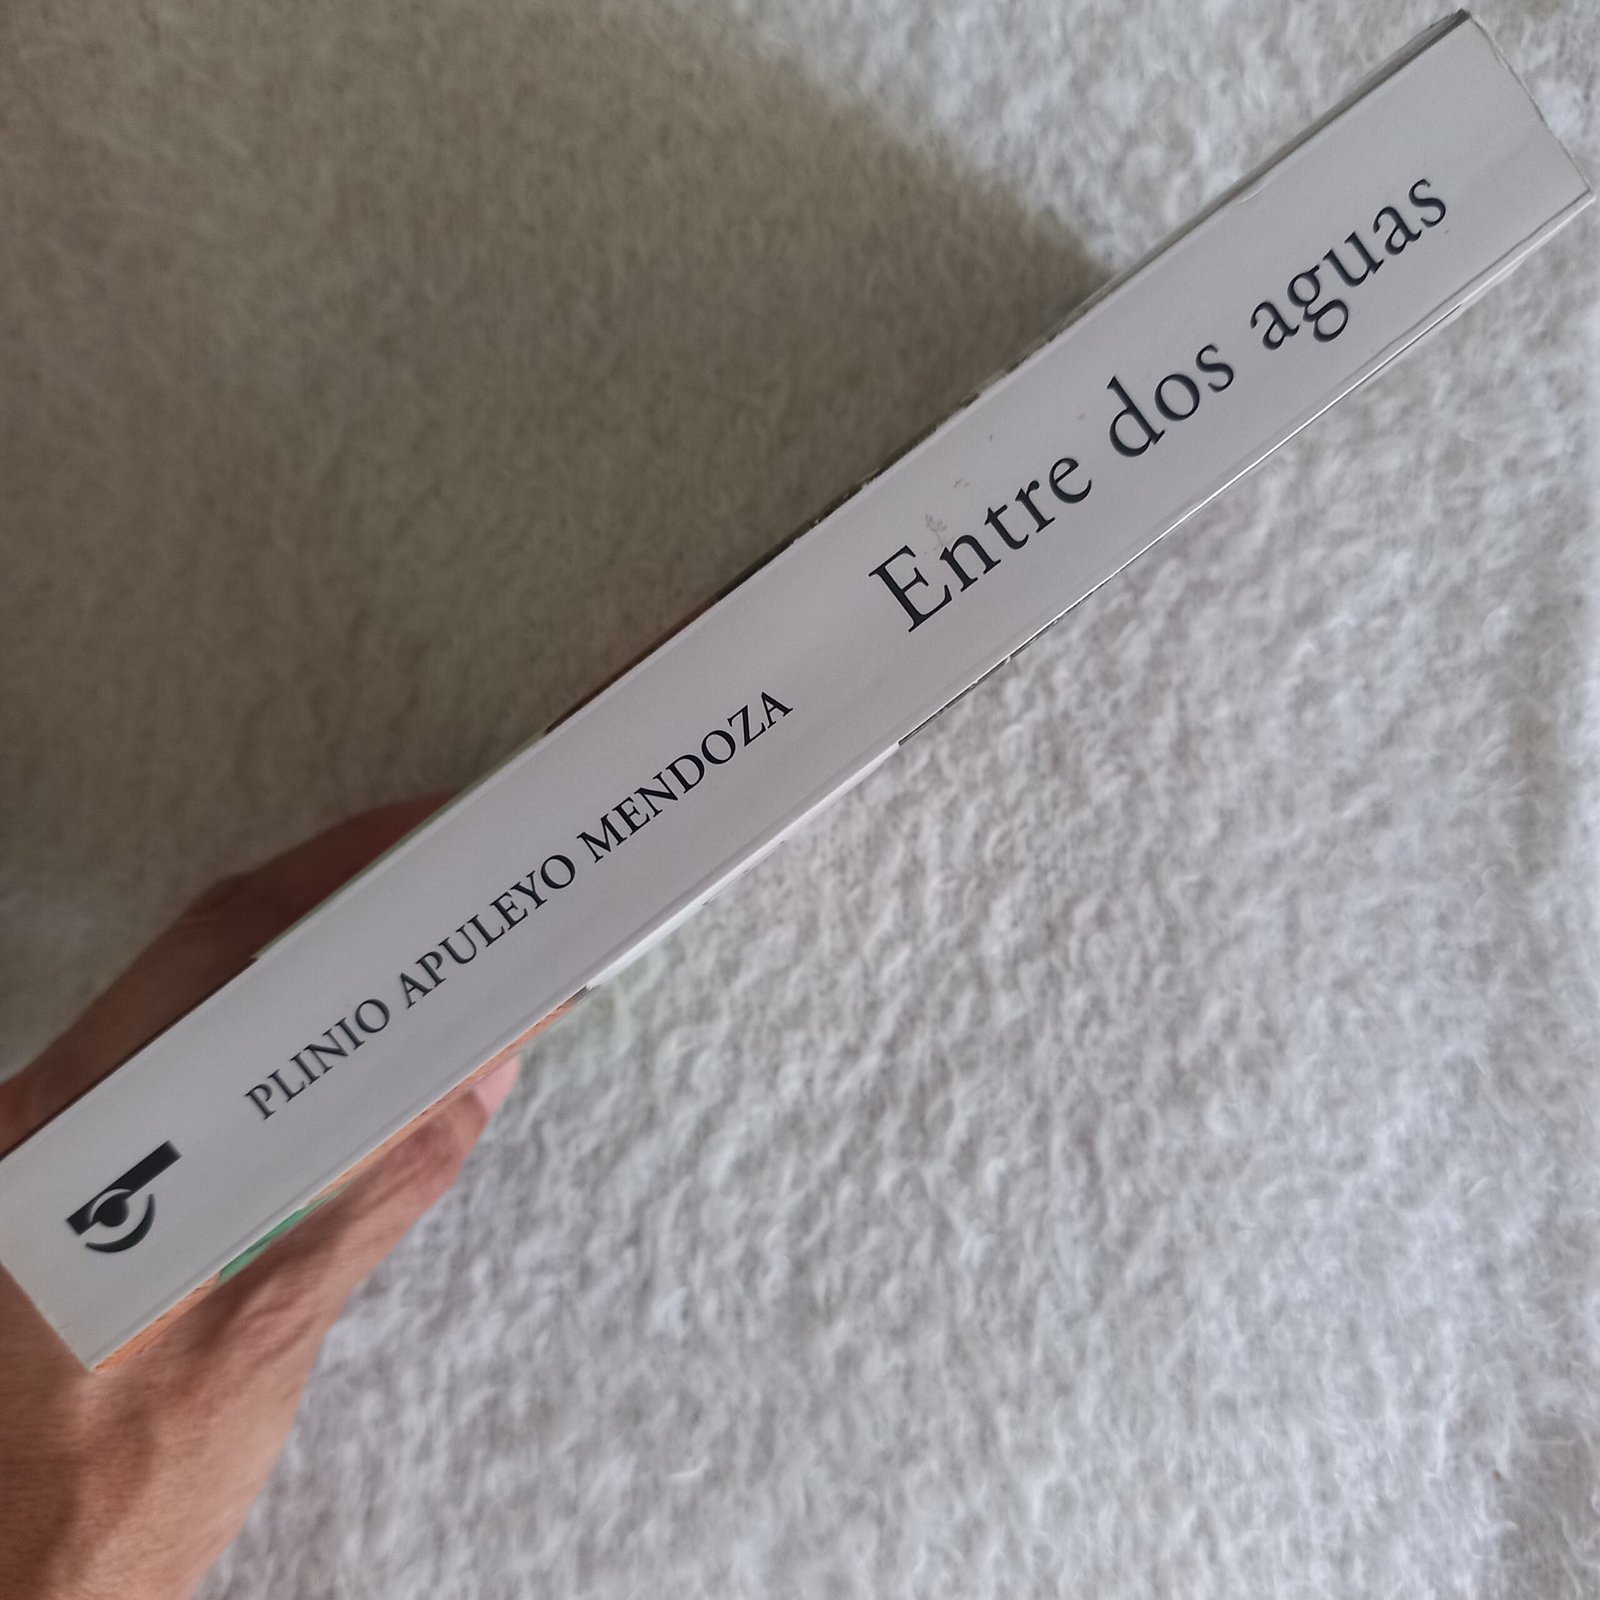 PLINIO APULEYO MENDOZA
Entre dos aguas